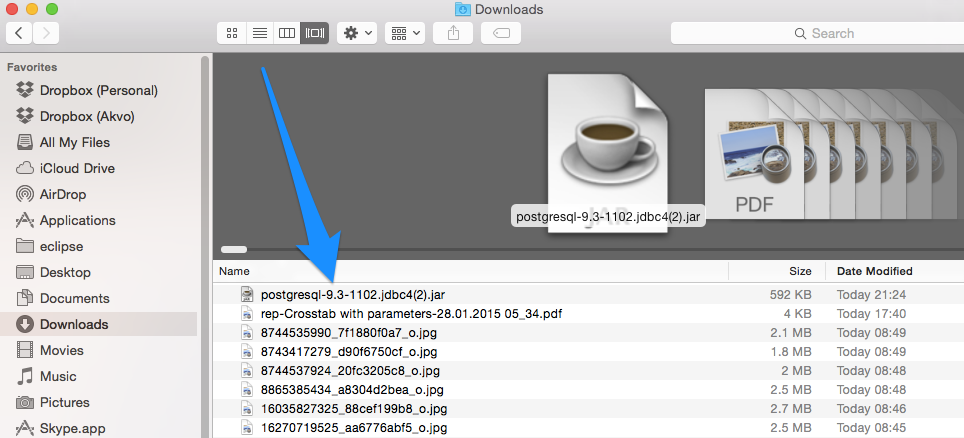 Downloads
Search
Favorites
Dropbox (Personal)
Dropbox (Akvo)
All My Files
iCloud Drive
AirDrop
Applications
eclipse
Desktop
Documents
Downloads
Movies
Music
Pictures
Skype.app
JAR
postgresql-9.3-1102.jdbc4(2).jar
PDF
Name Size Date Modified
postgresql-9.3-1102.jdbc4(2).jar 592 KB Today 21:24
rep-Crosstab with parameters-28.01.2015 05_34.pdf 4 KB Today 17:40
8744535990_7f1880f0a7_o.jpg 2.1 MB Today 08:49
8743417279_d90f6750cf_o.jpg 1.8 MB Today 08:49
8744537924_20fc3205c8_o.jpg 2 MB Today 08:48
8865385434_a8304d2bea_o.jpg 2.5 MB Today 08:48
16035827325_88cef199b8_o.jpg 2.7 MB Today 08:46
16270719525_aa6776abf5_o.jpg 2.5 MB Today 08:45